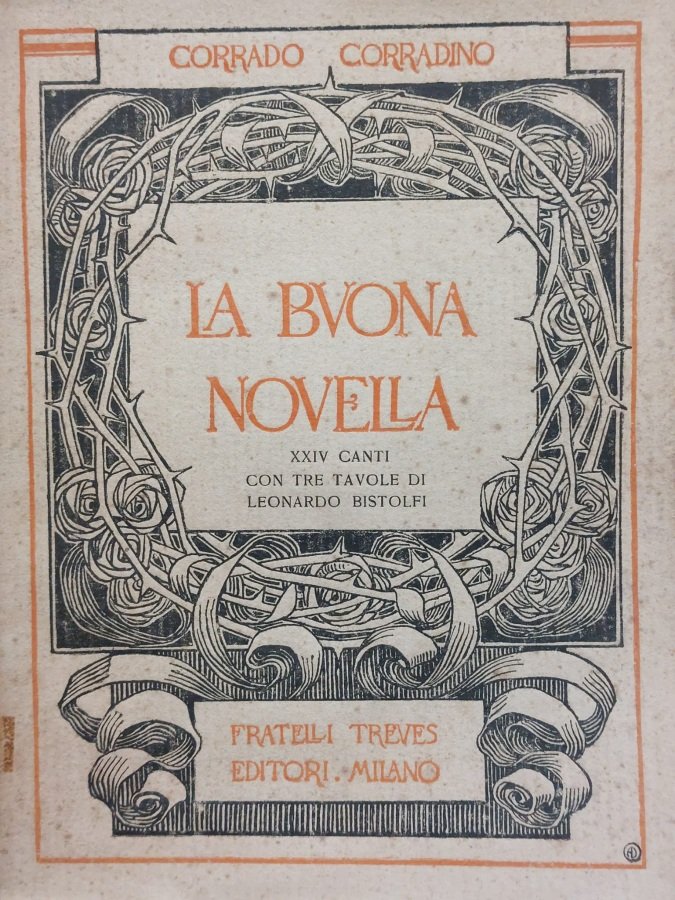 CORRADO CORRADINO
LA BVONA
NOVELLA
XXIV CANTI
CON TRE TAVOLE DI
LEONARDO BISTOLFI
FRATELLI TREVES
EDITORI. MILANO